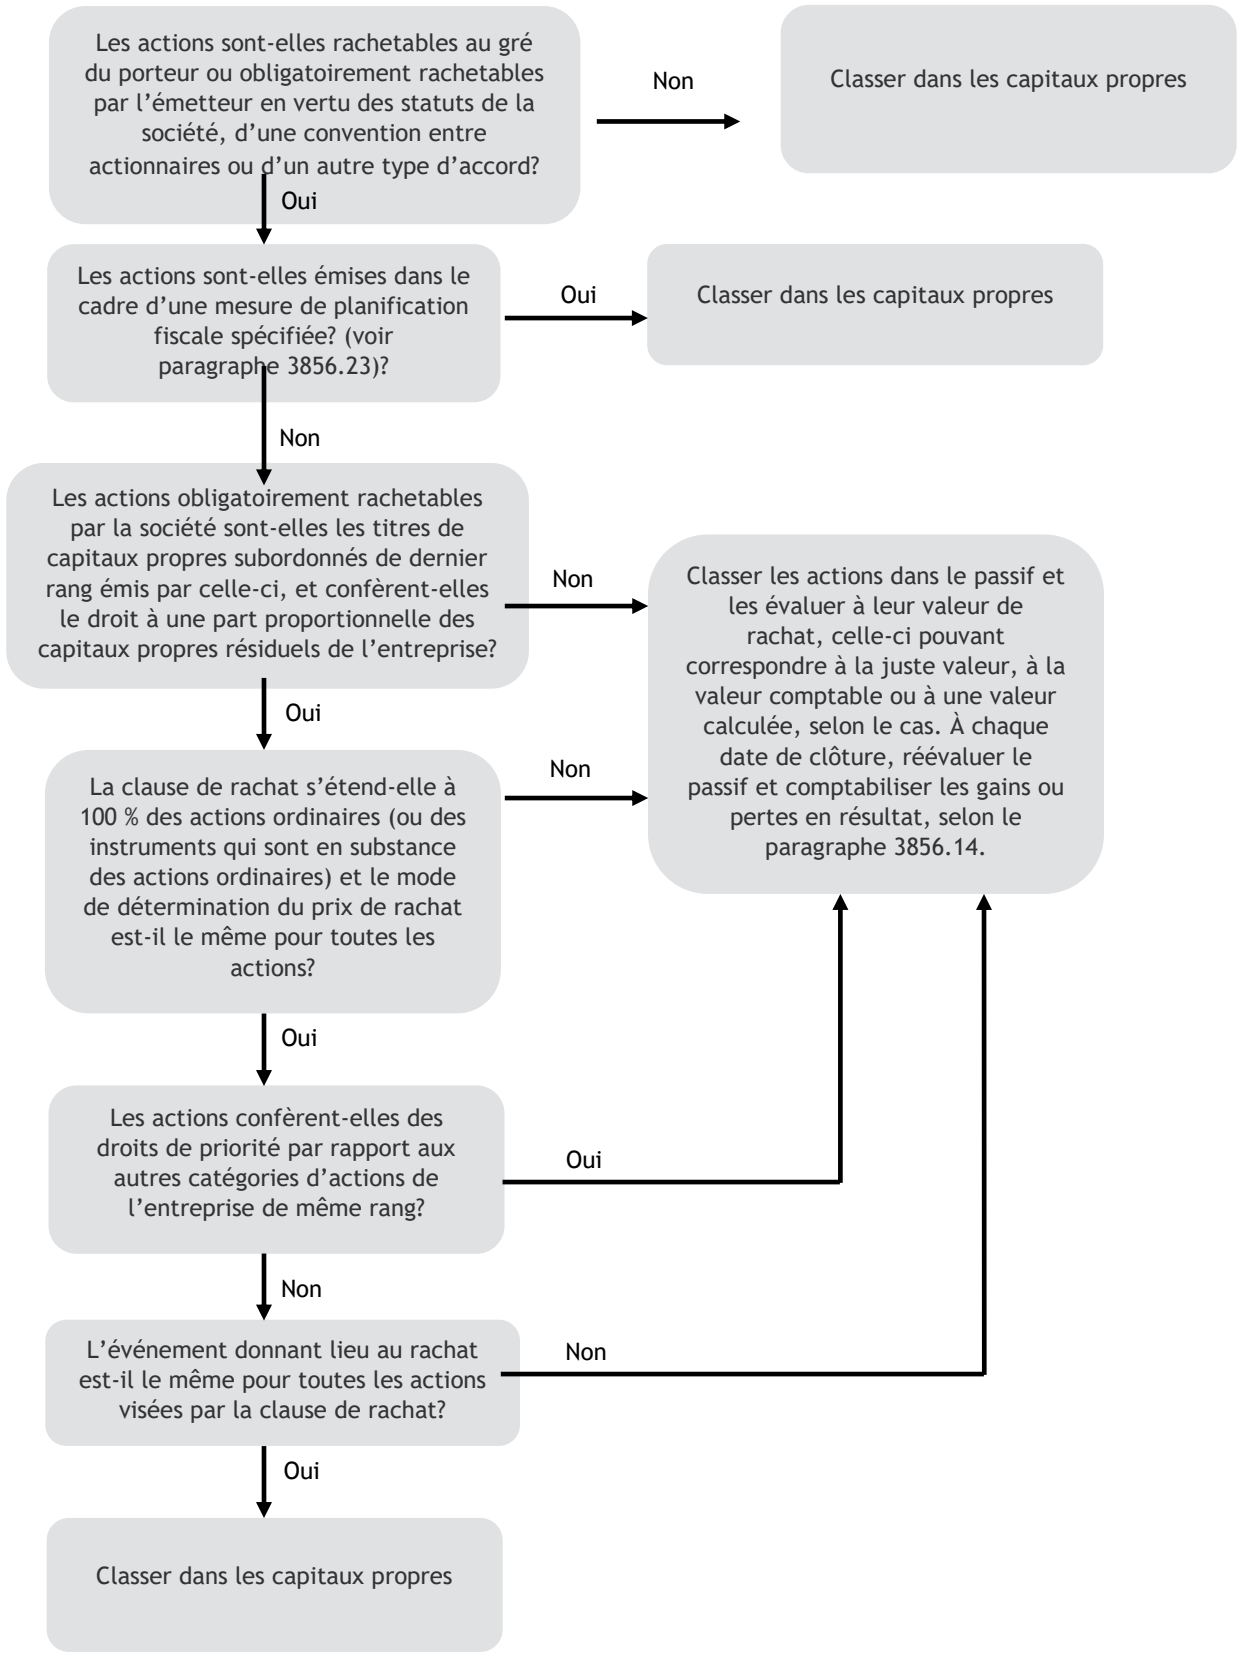 Les actions sont-elles rachetables au gré
du porteur ou obligatoirement rachetables
par l'émetteur en vertu des statuts de la
société, d'une convention entre
actionnaires ou d'un autre type d'accord?
Non
Classer dans les capitaux propres
Oui
Les actions sont-elles émises dans le
cadre d'une mesure de planification
fiscale spécifiée? (voir
paragraphe 3856.23)?
Oui
Classer dans les capitaux propres
Non
Les actions obligatoirement rachetables
par la société sont-elles les titres de
capitaux propres subordonnés de dernier
rang émis par celle-ci, et confèrent-elles
le droit à une part proportionnelle des
capitaux propres résiduels de l'entreprise?
Non
Classer les actions dans le passif et
les évaluer à leur valeur de
rachat, celle-ci pouvant
correspondre à la juste valeur, à la
valeur comptable ou à une valeur
calculée, selon le cas. À chaque
date de clôture, réévaluer le
passif et comptabiliser les gains ou
pertes en résultat, selon le
paragraphe 3856.14.
Oui
La clause de rachat s'étend-elle à
100 % des actions ordinaires (ou des
instruments qui sont en substance
des actions ordinaires) et le mode
de détermination du prix de rachat
est-il le même pour toutes les
actions?
Non
Oui
Les actions confèrent-elles des
droits de priorité par rapport aux
autres catégories d'actions de
l'entreprise de même rang?
Oui
Non
L'événement donnant lieu au rachat
est-il le même pour toutes les actions
visées par la clause de rachat?
Non
Oui
Classer dans les capitaux propres